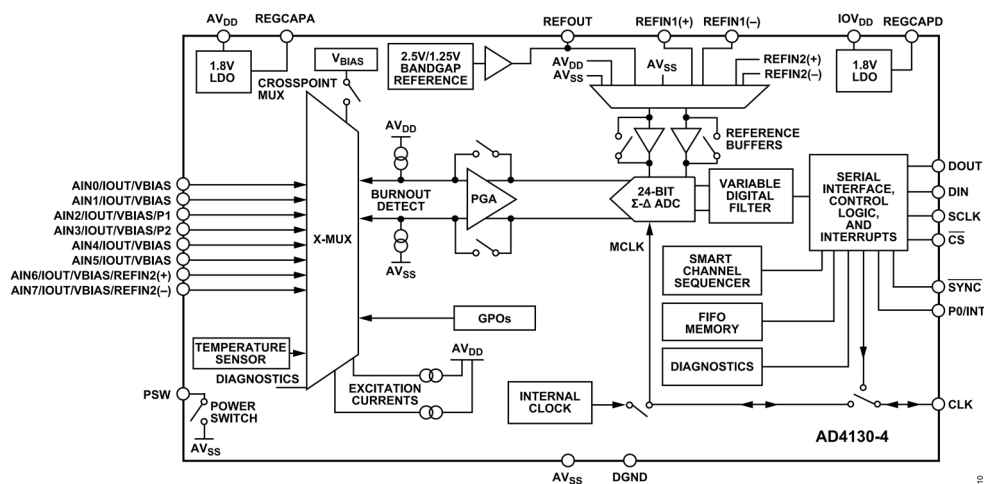 AVDD
REGCAPA
REFOUT
REFIN1(+)
REFIN1(–)
IOVDD
REGCAPD
1.8V
LDO
VBIAS
CROSSPOINT
MUX
2.5V/1.25V
BANDGAP
REFERENCE
AVDD
AVSS
AVSS
REFIN2(+)
REFIN2(–)
1.8V
LDO
AVDD
REFERENCE
BUFFERS
AIN0/IOUT/VBIAS
AIN1/IOUT/VBIAS
AIN2/IOUT/VBIAS/P1
AIN3/IOUT/VBIAS/P2
AIN4/IOUT/VBIAS
AIN5/IOUT/VBIAS
AIN6/IOUT/VBIAS/REFIN2(+)
AIN7/IOUT/VBIAS/REFIN2(–)
X-MUX
BURNOUT
DETECT
AVSS
PGA
24-BIT
Σ-Δ ADC
VARIABLE
DIGITAL
FILTER
SERIAL
INTERFACE,
CONTROL
LOGIC,
AND
INTERRUPTS
DOUT
DIN
SCLK
CS
SYNC
P0/INT
MCLK
SMART
CHANNEL
SEQUENCER
FIFO
MEMORY
DIAGNOSTICS
GPOs
TEMPERATURE
SENSOR
DIAGNOSTICS
AVDD
EXCITATION
CURRENTS
PSW
POWER
SWITCH
AVSS
INTERNAL
CLOCK
CLK
AD4130-4
AVSS
DGND
10